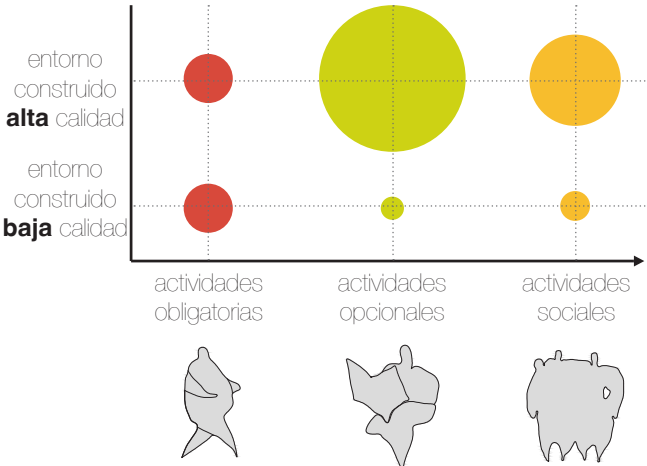 entorno
construido
alta calidad
entorno
construido
baja calidad
actividades
obligatorias
actividades
opcionales
actividades
sociales